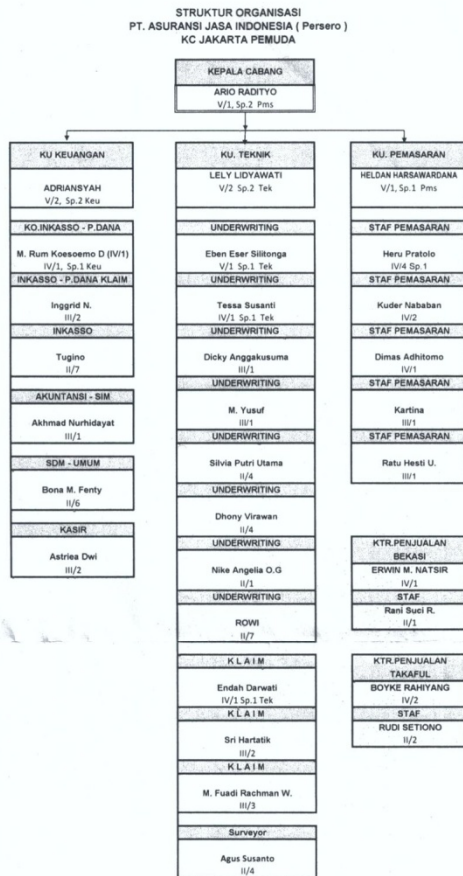 STRUKTUR ORGANISASI
PT. ASURANSI JASA INDONESIA ( Persero )
KC JAKARTA PEMUDA
KEPALA CABANG
ARIO RADITYO
V/1, Sp.2 Pms
KU KEUANGAN
ADRIANSYAH
V/2, Sp.2 Keu
KO.INKASSO - P.DANA
M. Rum Koesoemo D (IV/1)
IV/1, Sp.1 Keu
INKASSO - P.DANA KLAIM
Inggrid N.
III/2
INKASSO
Tugino
II/7
AKUNTANSI - SIM
Akhmad Nurhidayat
III/1
SDM - UMUM
Bona M. Fenty
II/6
KASIR
Astriea Dwi
III/2
KU. TEKNIK
LELY LIDYAWATI
V/2 Sp.2 Tek
UNDERWRITING
Eben Eser Silitonga
V/1 Sp.1 Tek
UNDERWRITING
Tessa Susanti
IV/1 Sp.1 Tek
UNDERWRITING
Dicky Anggakusuma
III/1
UNDERWRITING
M. Yusuf
III/1
UNDERWRITING
Silvia Putri Utama
II/4
UNDERWRITING
Dhony Virawan
II/4
UNDERWRITING
Nike Angelia O.G
II/1
UNDERWRITING
ROWI
II/7
K L A I M
Endah Darwati
IV/1 Sp.1 Tek
K L A I M
Sri Hartatik
III/2
K L A I M
M. Fuadi Rachman W.
III/3
Surveyor
Agus Susanto
II/4
KU. PEMASARAN
HELDAN HARSAWARDANA
V/1, Sp.1 Pms
STAF PEMASARAN
Heru Pratolo
IV/4 Sp.1
STAF PEMASARAN
Kuder Nababan
IV/2
STAF PEMASARAN
Dimas Adhitomo
IV/1
STAF PEMASARAN
Kartina
III/1
STAF PEMASARAN
Ratu Hesti U.
III/1
KTR.PENJUALAN
BEKASI
ERWIN M. NATSIR
IV/1
STAF
Rani Suci R.
II/1
KTR.PENJUALAN
TAKAFUL
BOYKE RAHIYANG
IV/2
STAF
RUDI SETIONO
II/2